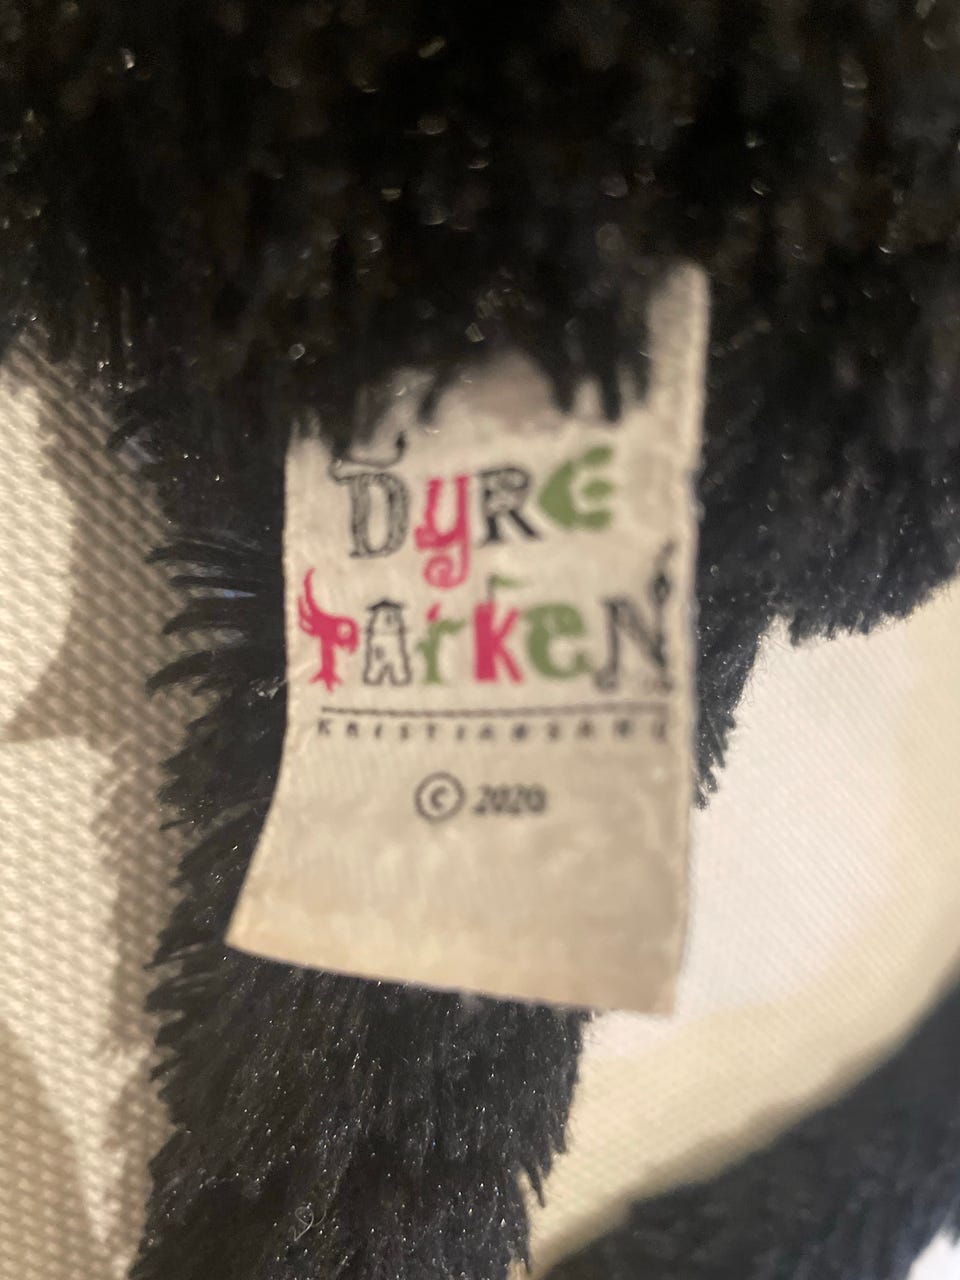 DyRE
PArKeN
KRISTIANSAND
© 2020